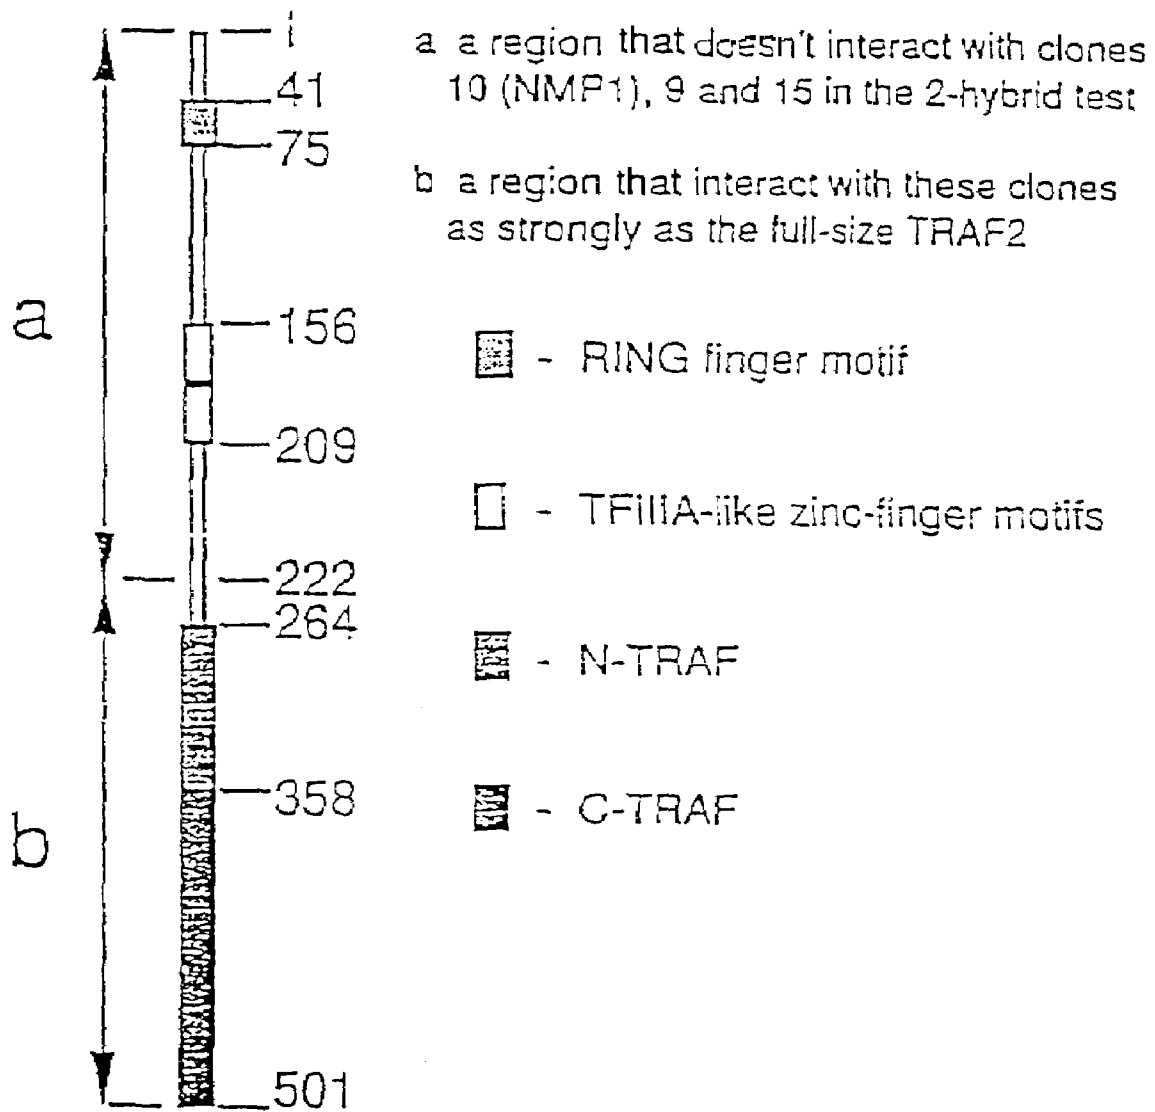 1
41
75
156
209
222
264
358
501
a
b
a a region that doesn't interact with clones
10 (NMP1), 9 and 15 in the 2-hybrid test
b a region that interact with these clones
as strongly as the full-size TRAF2
- RING finger motif
- TFIIIA-like zinc-finger motifs
- N-TRAF
- C-TRAF